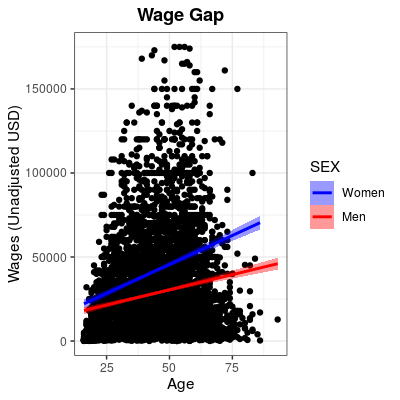 Wage Gap
Wages (Unadjusted USD)
150000
100000
50000
0
25
50
75
Age
SEX
Women
Men